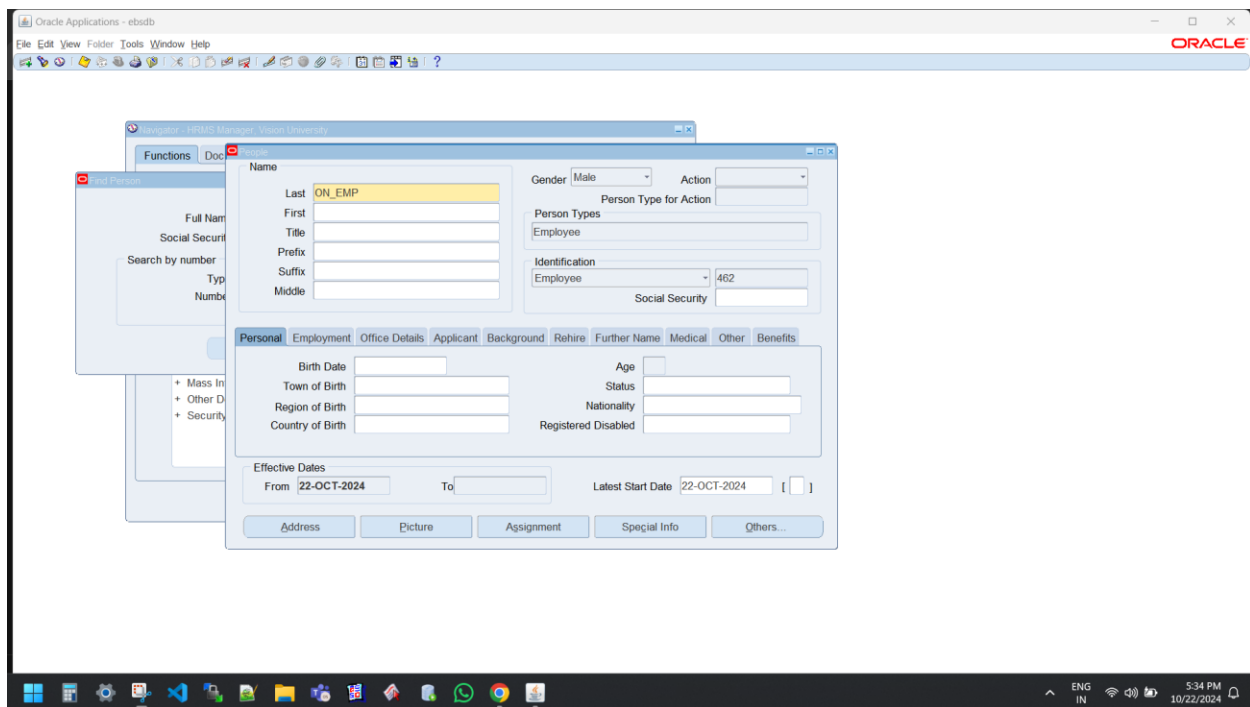 Oracle Applications - ebsdb
File Edit View Folder Tools Window Help
ORACLE
Navigator - HRMS Manager, Vision University
Functions Doc
People
Find Person
Full Nam
Social Securit
Search by number
Typ
Numbe
+ Mass In
+ Other D
+ Security
Name
Last ON_EMP
First
Title
Prefix
Suffix
Middle
Gender Male Action
Person Type for Action
Person Types
Employee
Identification
Employee 462
Social Security
Personal Employment Office Details Applicant Background Rehire Further Name Medical Other Benefits
Birth Date Age
Town of Birth Status
Region of Birth Nationality
Country of Birth Registered Disabled
Effective Dates
From 22-OCT-2024 To Latest Start Date 22-OCT-2024 [ ]
Address Picture Assignment Special Info Others...
ENG
IN
5:34 PM
10/22/2024